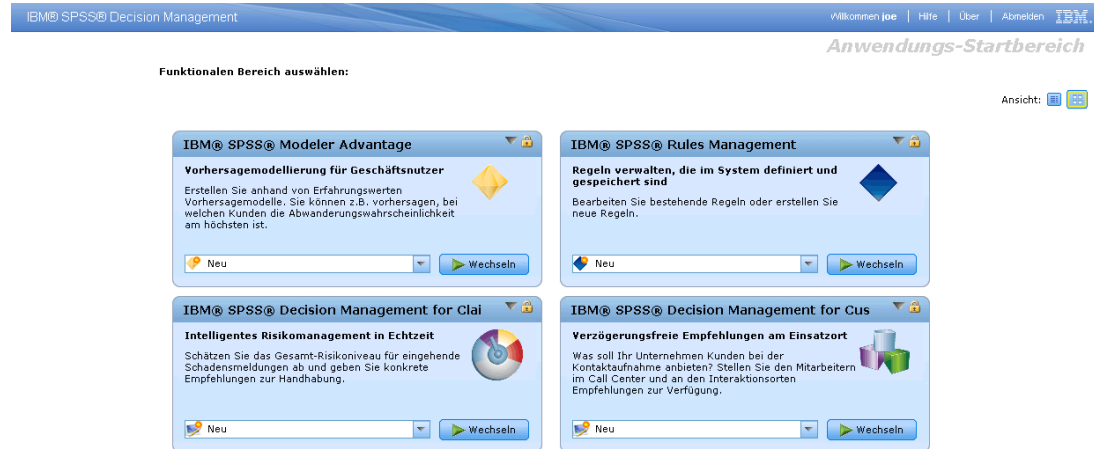 IBM® SPSS® Decision Management
Willkommen joe | Hilfe | Über | Abmelden IBM.
Anwendungs-Startbereich
Funktionalen Bereich auswählen:
Ansicht:
IBM® SPSS® Modeler Advantage
Vorhersagemodellierung für Geschäftsnutzer
Erstellen Sie anhand von Erfahrungswerten
Vorhersagemodelle. Sie können z.B. vorhersagen, bei
welchen Kunden die Abwanderungswahrscheinlichkeit
am höchsten ist.
Neu
Wechseln
IBM® SPSS® Rules Management
Regeln verwalten, die im System definiert und
gespeichert sind
Bearbeiten Sie bestehende Regeln oder erstellen Sie
neue Regeln.
Neu
Wechseln
IBM® SPSS® Decision Management for Clai
Intelligentes Risikomanagement in Echtzeit
Schätzen Sie das Gesamt-Risikoniveau für eingehende
Schadensmeldungen ab und geben Sie konkrete
Empfehlungen zur Handhabung.
Neu
Wechseln
IBM® SPSS® Decision Management for Cus
Verzögerungsfreie Empfehlungen am Einsatzort
Was soll Ihr Unternehmen Kunden bei der
Kontaktaufnahme anbieten? Stellen Sie den Mitarbeitern
im Call Center und an den Interaktionsorten
Empfehlungen zur Verfügung.
Neu
Wechseln